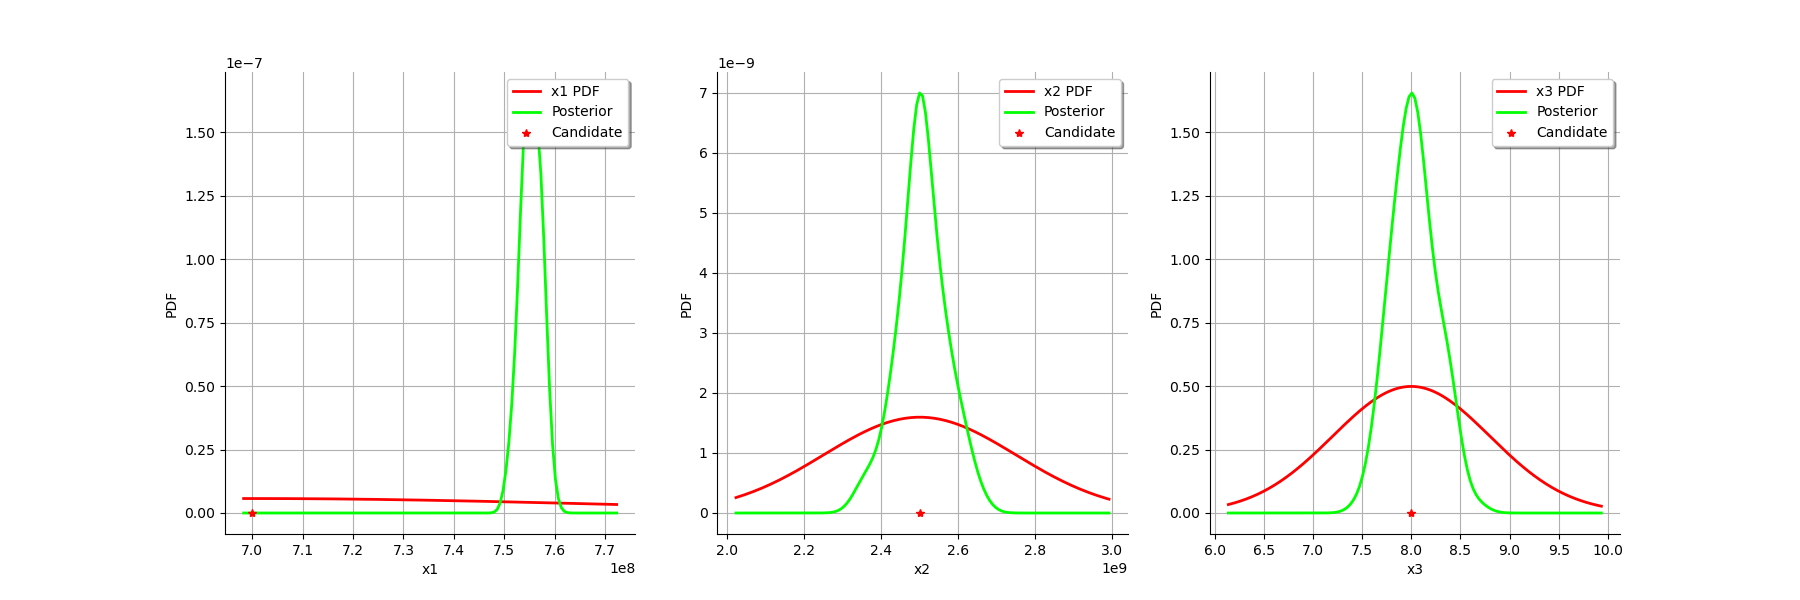 1e−7
x1 PDF
Posterior
Candidate
1.50
1.25
1.00
0.75
0.50
0.25
0.00
PDF
7.0 7.1 7.2 7.3 7.4 7.5 7.6 7.7
x1
1e8
1e−9
x2 PDF
Posterior
Candidate
7
6
5
4
3
2
1
0
PDF
2.0 2.2 2.4 2.6 2.8 3.0
x2
1e9
x3 PDF
Posterior
Candidate
1.50
1.25
1.00
0.75
0.50
0.25
0.00
PDF
6.0 6.5 7.0 7.5 8.0 8.5 9.0 9.5 10.0
x3